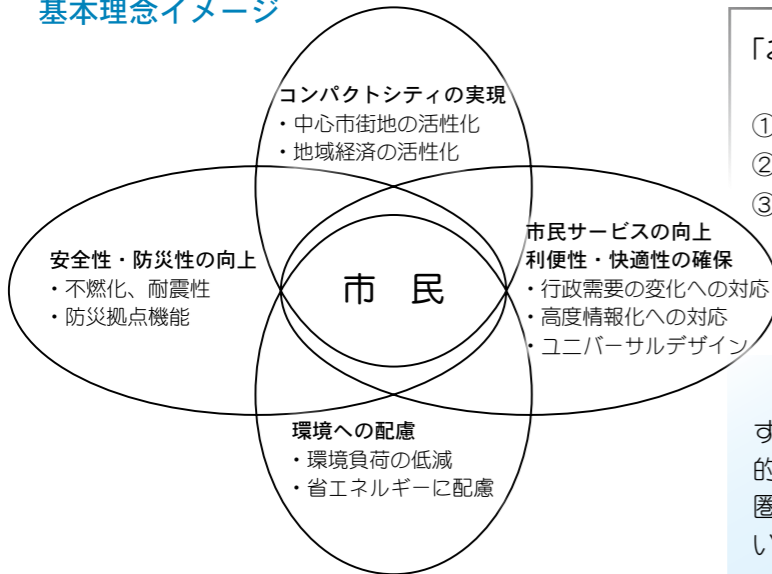 基本理念イメージ
コンパクトシティの実現
・中心市街地の活性化
・地域経済の活性化
安全性・防災性の向上
・不燃化、耐震性
・防災拠点機能
市　民
市民サービスの向上
利便性・快適性の確保
・行政需要の変化への対応
・高度情報化への対応
・ユニバーサルデザイン
環境への配慮
・環境負荷の低減
・省エネルギーに配慮
①
②
③
す
的
圏
い